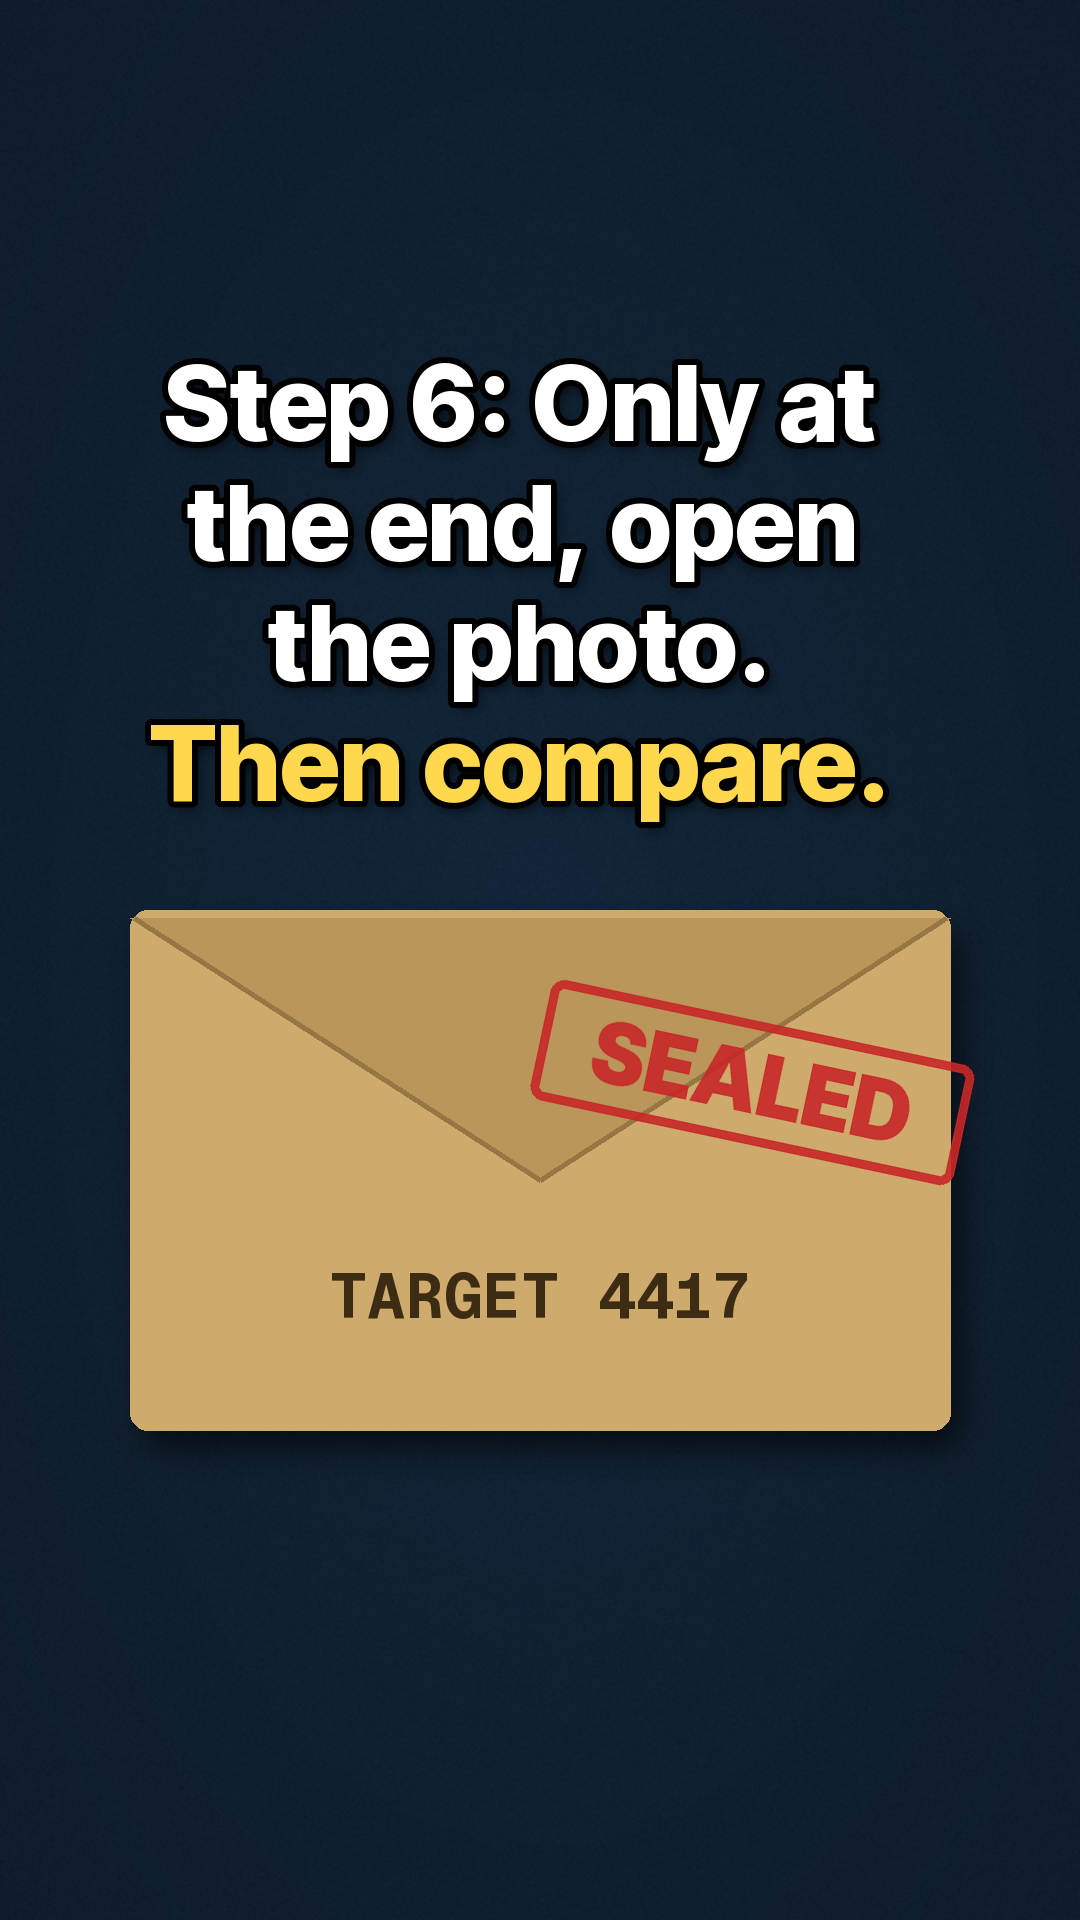 Step 6: Only at
the end, open
the photo.
Then compare.
SEALED
TARGET 4417